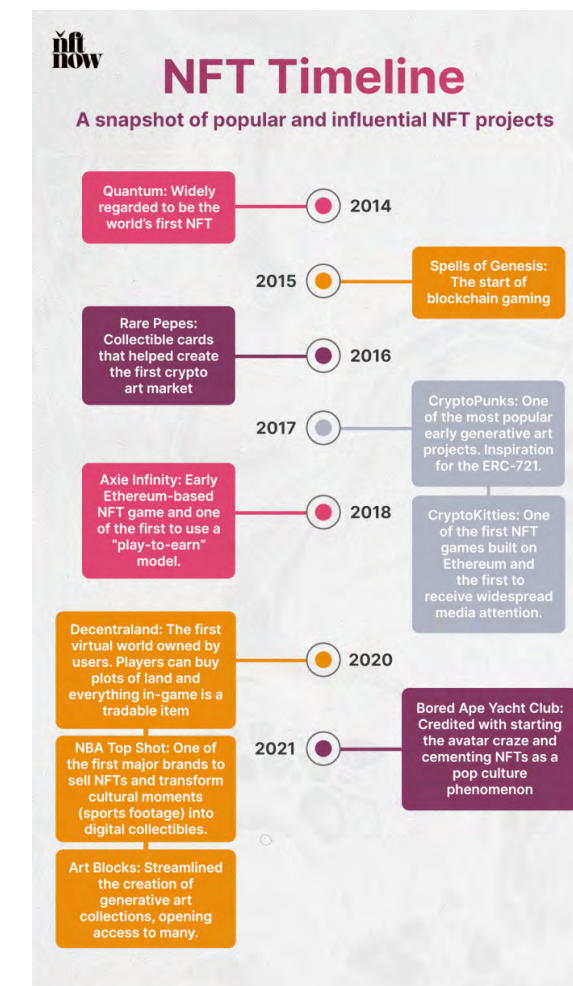 nft
now
NFT Timeline
A snapshot of popular and influential NFT projects
Quantum: Widely
regarded to be the
world's first NFT
2014
2015
Spells of Genesis:
The start of
blockchain gaming
Rare Pepes:
Collectible cards
that helped create
the first crypto
art market
2016
2017
CryptoPunks: One
of the most popular
early generative art
projects. Inspiration
for the ERC-721.
Axie Infinity: Early
Ethereum-based
NFT game and one
of the first to use a
"play-to-earn"
model.
2018
CryptoKitties: One
of the first NFT
games built on
Ethereum and
the first to
receive widespread
media attention.
Decentraland: The first
virtual world owned by
users. Players can buy
plots of land and
everything in-game is a
tradable item
2020
NBA Top Shot: One of
the first major brands to
sell NFTs and transform
cultural moments
(sports footage) into
digital collectibles.
Art Blocks: Streamlined
the creation of
generative art
collections, opening
access to many.
2021
Bored Ape Yacht Club:
Credited with starting
the avatar craze and
cementing NFTs as a
pop culture
phenomenon